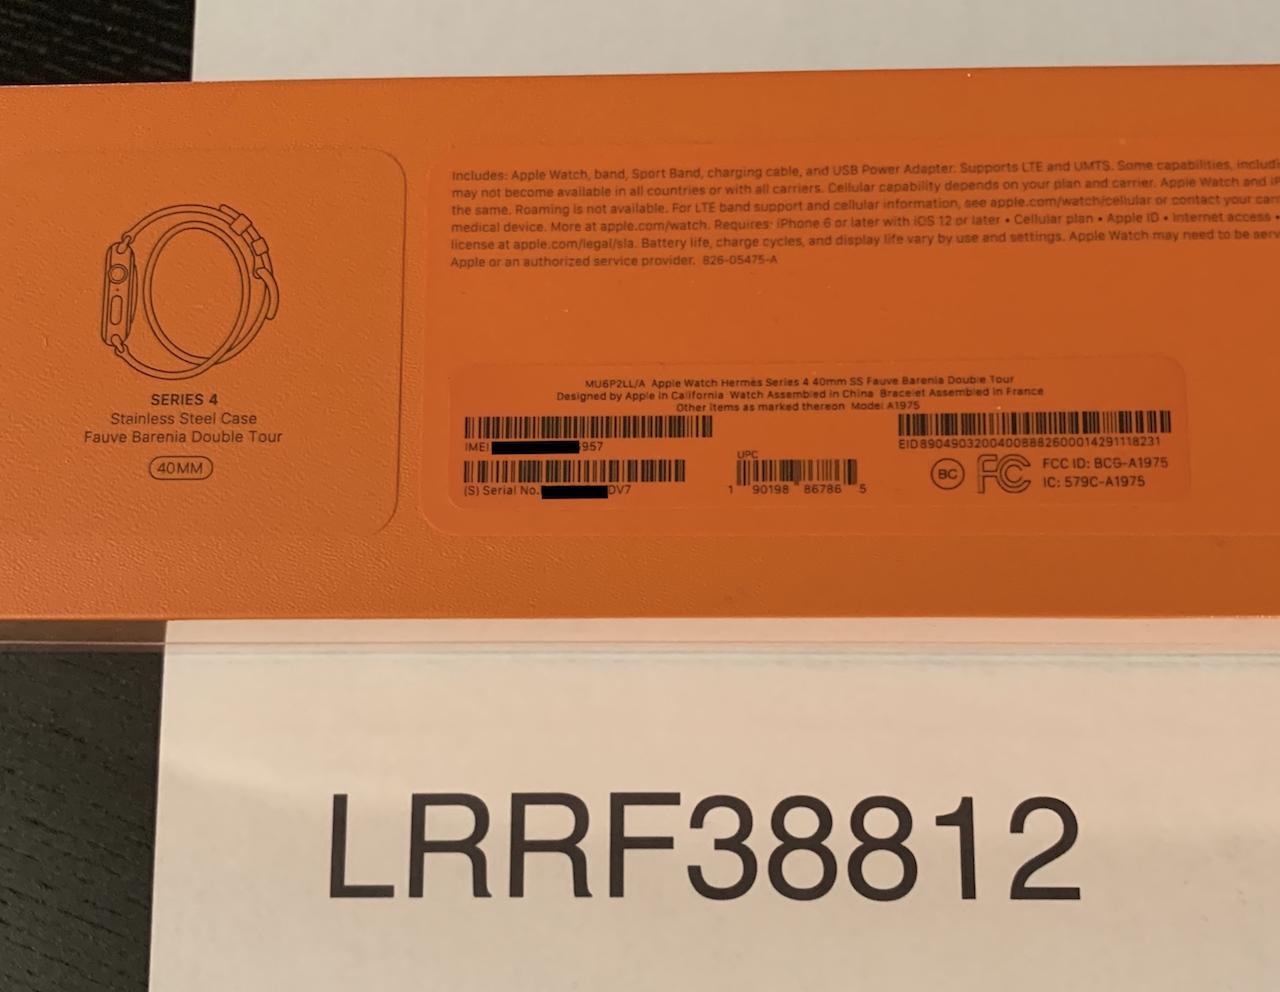 Includes: Apple Watch, band, Sport Band, charging cable, and USB Power Adapter. Supports LTE and UMTS. Some capabilities, includi
may not become available in all countries or with all carriers. Cellular capability depends on your plan and carrier. Apple Watch and iP
the same. Roaming is not available. For LTE band support and cellular information, see apple.com/watch/cellular or contact your carr
medical device. More at apple.com/watch. Requires: iPhone 6 or later with iOS 12 or later • Cellular plan • Apple ID • Internet access •
license at apple.com/legal/sla. Battery life, charge cycles, and display life vary by use and settings. Apple Watch may need to be serv
Apple or an authorized service provider. 826-05475-A
SERIES 4
Stainless Steel Case
Fauve Barenia Double Tour
40MM
MU6P2LL/A Apple Watch Hermès Series 4 40mm SS Fauve Barenia Double Tour
Designed by Apple in California Watch Assembled in China Bracelet Assembled in France
Other items as marked thereon Model A1975
IMEI 957
EID 89049032004008882600014291118231
(S) Serial No. DV7
UPC
1 90198 86786 5
BC FC FCC ID: BCG-A1975
IC: 579C-A1975
LRRF38812